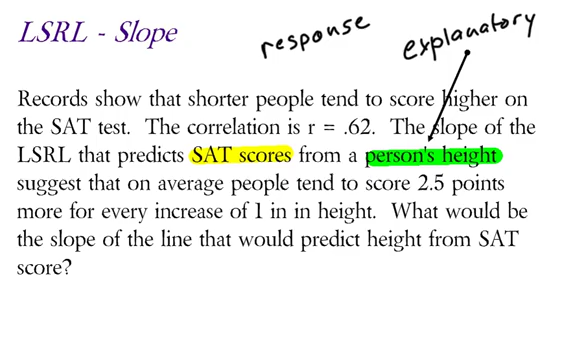 LSRL - Slope
response
explanatory
Records show that shorter people tend to score higher on
the SAT test. The correlation is r = .62. The slope of the
LSRL that predicts SAT scores from a person's height
suggest that on average people tend to score 2.5 points
more for every increase of 1 in in height. What would be
the slope of the line that would predict height from SAT
score?